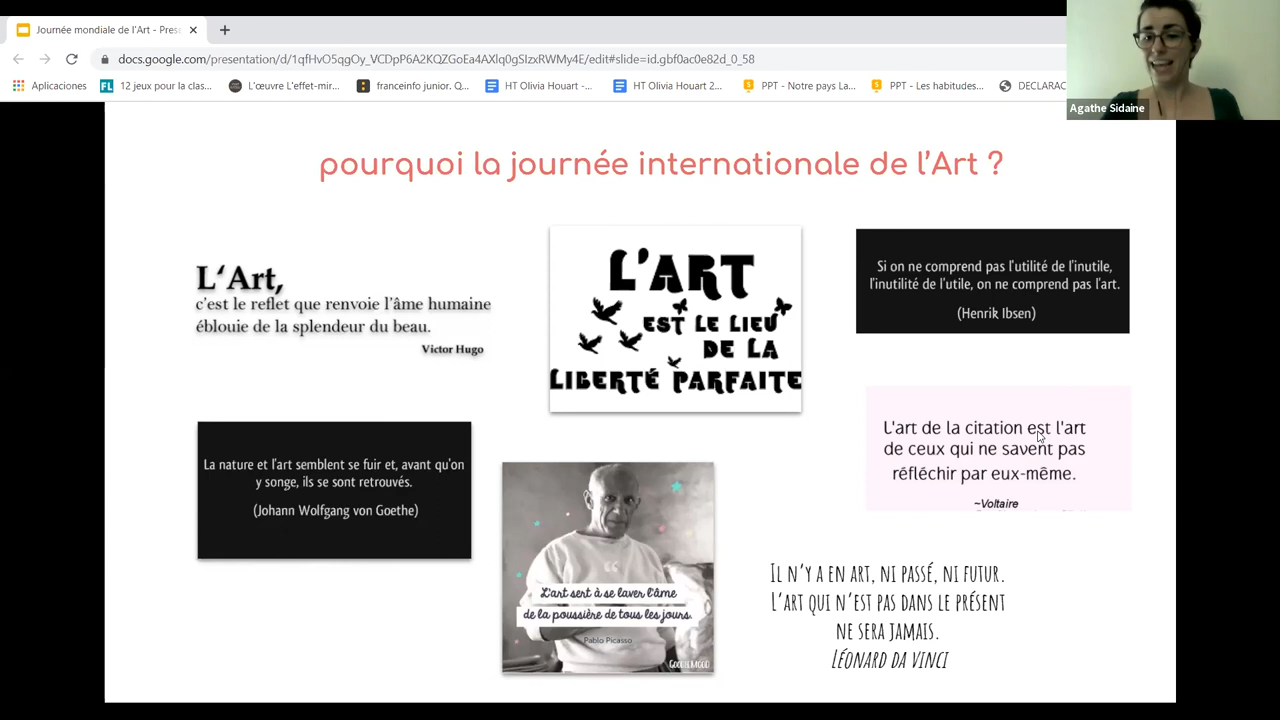 Journée mondiale de l'Art - Pres
docs.google.com/presentation/d/1qfHvO5qgOy_VCDpP6A2KQZGoEa4AXlq0gSIzxRWMy4E/edit#slide=id.gbf0ac0e82d_0_58
Aplicaciones
FL
12 jeux pour la clas...
L'œuvre L'effet-mir...
franceinfo junior. Q...
HT Olivia Houart -...
HT Olivia Houart 2...
PPT - Notre pays La...
PPT - Les habitudes...
DECLARAC
Agathe Sidaine
pourquoi la journée internationale de l'Art ?
L'Art,
c'est le reflet que renvoie l'âme humaine
éblouie de la splendeur du beau.
Victor Hugo
L'ART
EST LE LIEU
DE LA
LIBERTÉ PARFAITE
Si on ne comprend pas l'utilité de l'inutile,
l'inutilité de l'utile, on ne comprend pas l'art.
(Henrik Ibsen)
La nature et l'art semblent se fuir et, avant qu'on
y songe, ils se sont retrouvés.
(Johann Wolfgang von Goethe)
L'art sert à se laver l'âme
de la poussière de tous les jours.
Pablo Picasso
L'art de la citation est l'art
de ceux qui ne savent pas
réfléchir par eux-même.
~Voltaire
IL N'Y A EN ART, NI PASSÉ, NI FUTUR.
L'ART QUI N'EST PAS DANS LE PRÉSENT
NE SERA JAMAIS.
LÉONARD DA VINCI